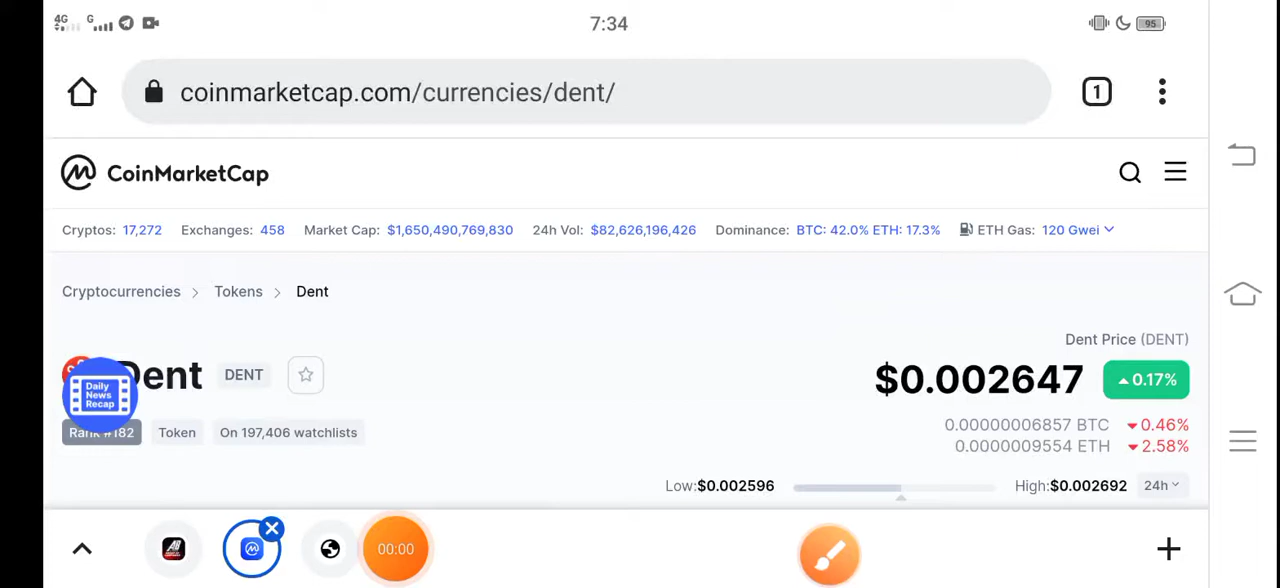 4G G 7:34 95
coinmarketcap.com/currencies/dent/ 1
CoinMarketCap
Cryptos: 17,272 Exchanges: 458 Market Cap: $1,650,490,769,830 24h Vol: $82,626,196,426 Dominance: BTC: 42.0% ETH: 17.3% ETH Gas: 120 Gwei
Cryptocurrencies > Tokens > Dent
Dent Price (DENT)
Dent DENT $0.002647 0.17%
Daily
News
Recap
Rank #182 Token On 197,406 watchlists
0.00000006857 BTC 0.46%
0.0000009554 ETH 2.58%
Low:$0.002596 High:$0.002692 24h
00:00